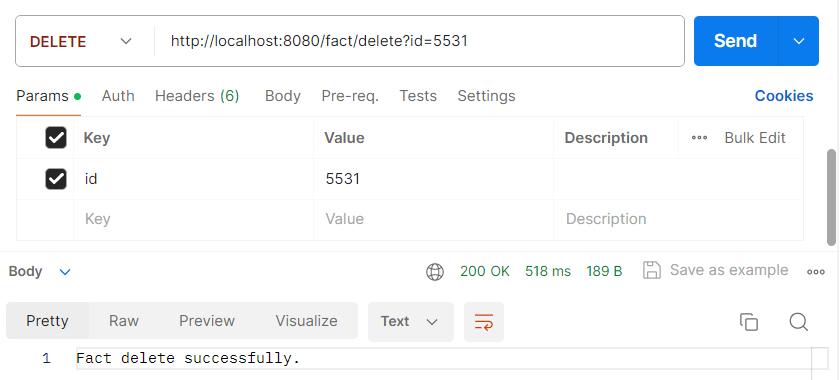 DELETE http://localhost:8080/fact/delete?id=5531 Send
Params Auth Headers (6) Body Pre-req. Tests Settings Cookies
Key Value Description Bulk Edit
id 5531
Key Value Description
Body 200 OK 518 ms 189 B Save as example
Pretty Raw Preview Visualize Text
1 Fact delete successfully.